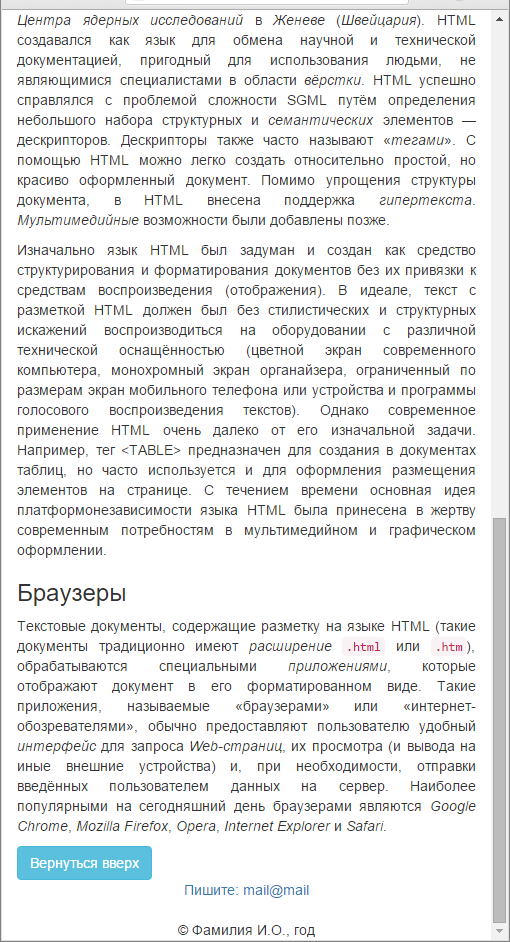 Центра ядерных исследований в Женеве (Швейцария). HTML
создавался как язык для обмена научной и технической
документацией, пригодный для использования людьми, не
являющимися специалистами в области вёрстки. HTML успешно
справлялся с проблемой сложности SGML путём определения
небольшого набора структурных и семантических элементов —
дескрипторов. Дескрипторы также часто называют «тегами». С
помощью HTML можно легко создать относительно простой, но
красиво оформленный документ. Помимо упрощения структуры
документа, в HTML внесена поддержка гипертекста.
Мультимедийные возможности были добавлены позже.
Изначально язык HTML был задуман и создан как средство
структурирования и форматирования документов без их привязки к
средствам воспроизведения (отображения). В идеале, текст с
разметкой HTML должен был без стилистических и структурных
искажений воспроизводиться на оборудовании с различной
технической оснащённостью (цветной экран современного
компьютера, монохромный экран органайзера, ограниченный по
размерам экран мобильного телефона или устройства и программы
голосового воспроизведения текстов). Однако современное
применение HTML очень далеко от его изначальной задачи.
Например, тег <TABLE> предназначен для создания в документах
таблиц, но часто используется и для оформления размещения
элементов на странице. С течением времени основная идея
платформонезависимости языка HTML была принесена в жертву
современным потребностям в мультимедийном и графическом
оформлении.
Браузеры
Текстовые документы, содержащие разметку на языке HTML (такие
документы традиционно имеют расширение .html или .htm),
обрабатываются специальными приложениями, которые
отображают документ в его форматированном виде. Такие
приложения, называемые «браузерами» или «интернет-
обозревателями», обычно предоставляют пользователю удобный
интерфейс для запроса Web-страниц, их просмотра (и вывода на
иные внешние устройства) и, при необходимости, отправки
введённых пользователем данных на сервер. Наиболее
популярными на сегодняшний день браузерами являются Google
Chrome, Mozilla Firefox, Opera, Internet Explorer и Safari.
Вернуться вверх
Пишите: mail@mail
© Фамилия И.О., год